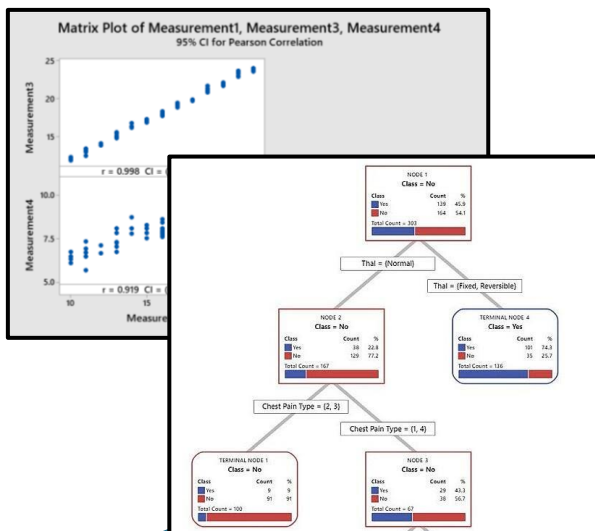 Matrix Plot of Measurement1, Measurement3, Measurement4
95% CI for Pearson Correlation
25
20
15
Measurement3
r = 0.998 CI = (
10.0
7.5
5.0
Measurement4
r = 0.919 CI = (
10 15
Measure
NODE 1
Class = No
Class Count %
Yes 139 45.9
No 164 54.1
Total Count = 303
Thal = {Normal}
Thal = {Fixed, Reversible}
NODE 2
Class = No
Class Count %
Yes 38 22.8
No 129 77.2
Total Count = 167
TERMINAL NODE 4
Class = Yes
Class Count %
Yes 101 74.3
No 35 25.7
Total Count = 136
Chest Pain Type = {2, 3}
Chest Pain Type = {1, 4}
TERMINAL NODE 1
Class = No
Class Count %
Yes 9 9
No 91 91
Total Count = 100
NODE 3
Class = No
Class Count %
Yes 29 43.3
No 38 56.7
Total Count = 67